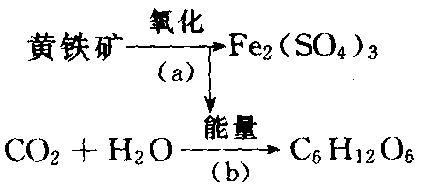 氧化
黄铁矿 → Fe₂(SO₄)₃
(a)
能量
CO₂ + H₂O → C₆H₁₂O₆
(b)